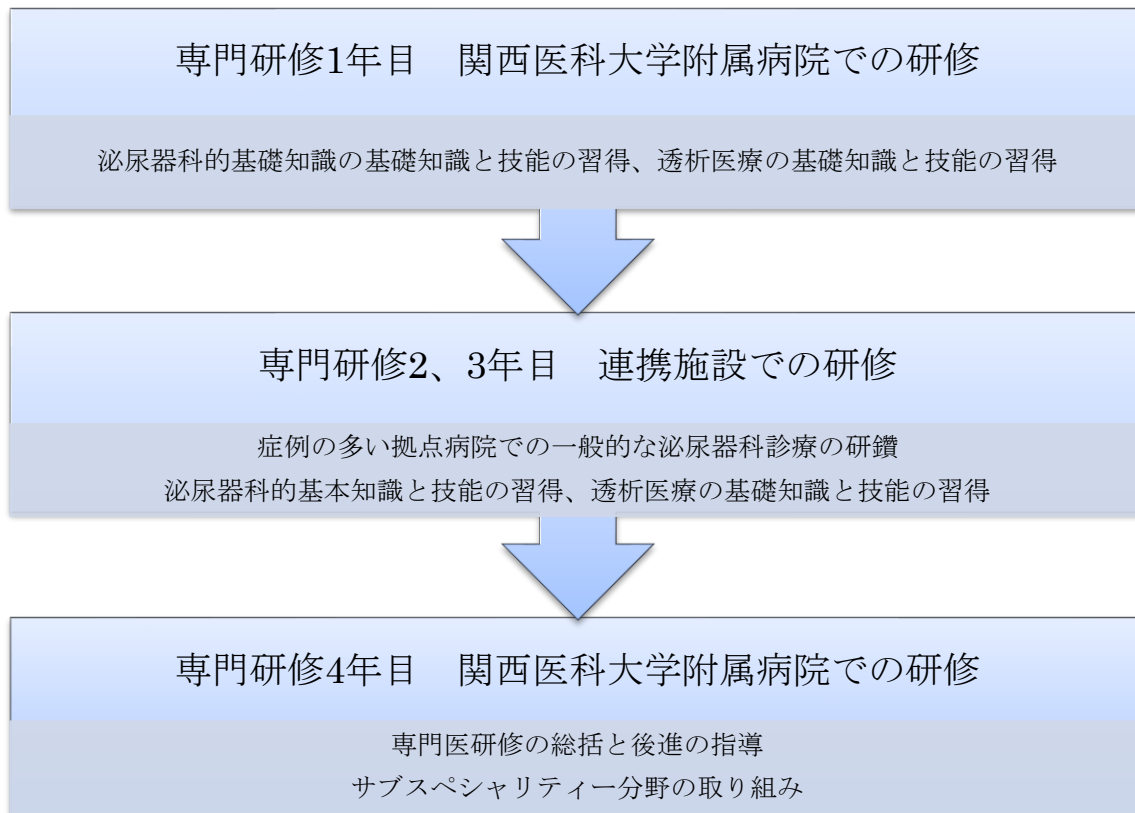 専門研修1年目　関西医科大学附属病院での研修
泌尿器科的基礎知識の基礎知識と技能の習得、透析医療の基礎知識と技能の習得
専門研修2、3年目　連携施設での研修
症例の多い拠点病院での一般的な泌尿器科診療の研鑽
泌尿器科的基本知識と技能の習得、透析医療の基礎知識と技能の習得
専門研修4年目　関西医科大学附属病院での研修
専門医研修の総括と後進の指導
サブスペシャリティー分野の取り組み